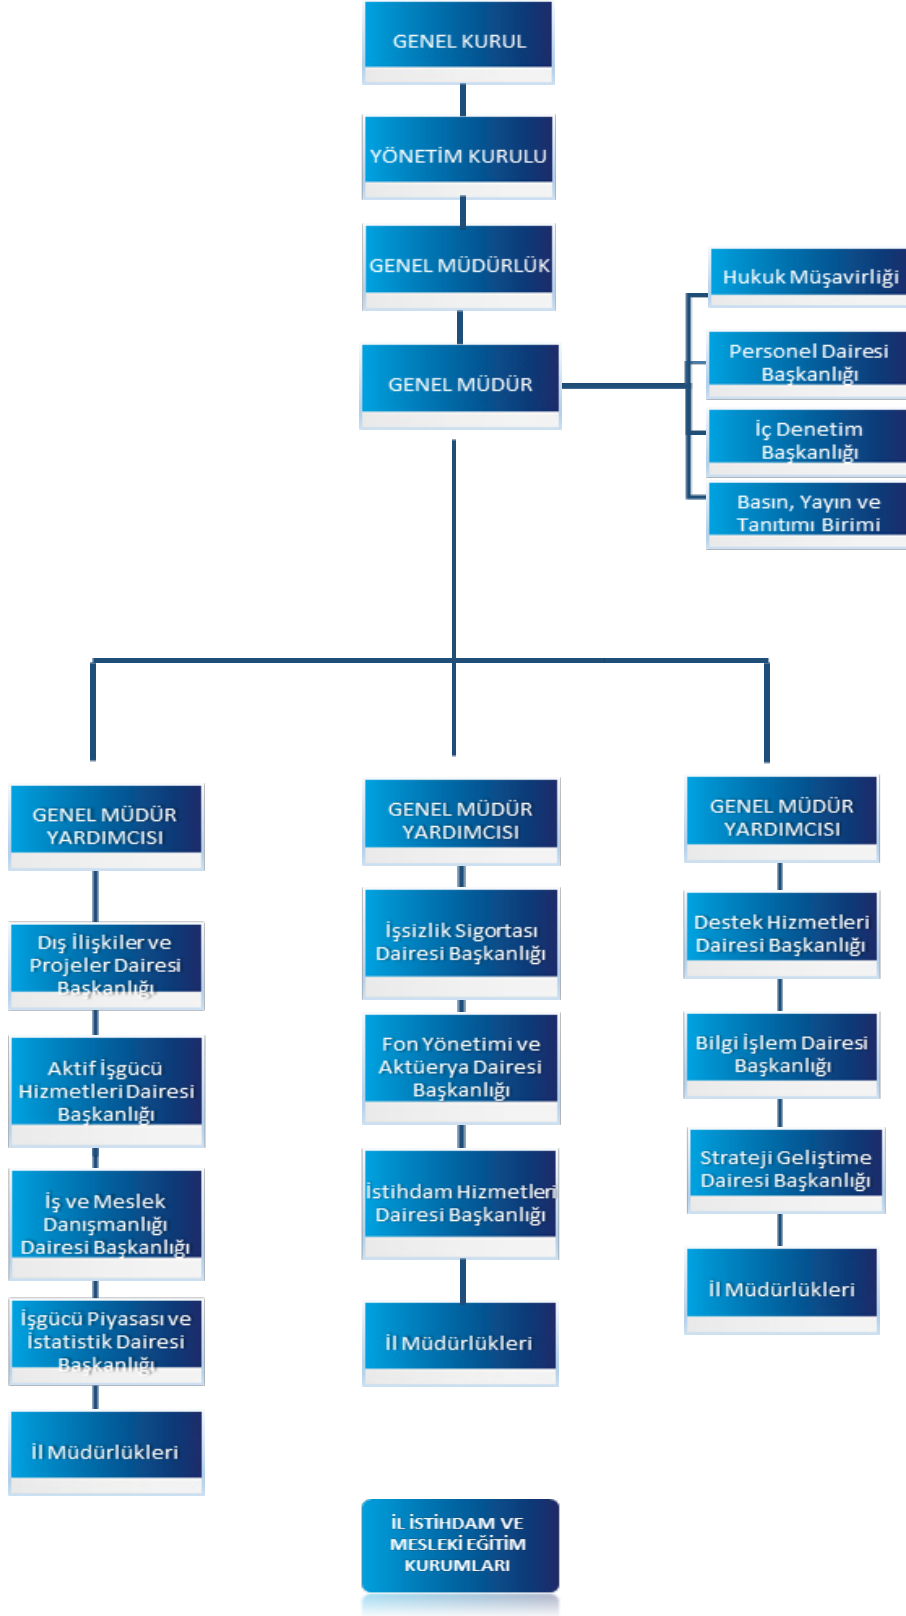 GENEL KURUL
YÖNETİM KURULU
GENEL MÜDÜRLÜK
GENEL MÜDÜR
Hukuk Müşavirliği
Personel Dairesi
Başkanlığı
İç Denetim
Başkanlığı
Basın, Yayın ve
Tanıtımı Birimi
GENEL MÜDÜR
YARDIMCISI
Dış İlişkiler ve
Projeler Dairesi
Başkanlığı
Aktif İşgücü
Hizmetleri Dairesi
Başkanlığı
İş ve Meslek
Danışmanlığı
Dairesi Başkanlığı
İşgücü Piyasası ve
İstatistik Dairesi
Başkanlığı
İl Müdürlükleri
GENEL MÜDÜR
YARDIMCISI
İşsizlik Sigortası
Dairesi Başkanlığı
Fon Yönetimi ve
Aktüerya Dairesi
Başkanlığı
İstihdam Hizmetleri
Dairesi Başkanlığı
İl Müdürlükleri
GENEL MÜDÜR
YARDIMCISI
Destek Hizmetleri
Dairesi Başkanlığı
Bilgi İşlem Dairesi
Başkanlığı
Strateji Geliştime
Dairesi Başkanlığı
İl Müdürlükleri
İL İSTİHDAM VE
MESLEKİ EĞİTİM
KURUMLARI